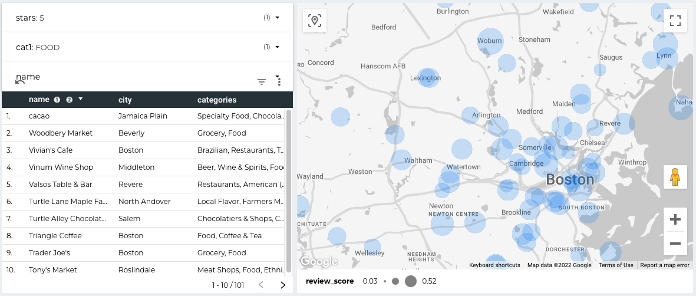 stars: 5 (1)
cat1: FOOD (1)
name
name city categories
1. cacao Jamaica Plain Specialty Food, Chocola...
2. Woodbery Market Beverly Grocery, Food
3. Vivian's Cafe Boston Brazilian, Restaurants, T...
4. Vinum Wine Shop Middleton Beer, Wine & Spirits, Foo
5. Valsos Table & Bar Revere Restaurants, American (...
6. Turtle Lane Maple Fa... North Andover Local Flavor, Farmers M...
7. Turtle Alley Chocolat... Salem Chocolatiers & Shops, C...
8. Triangle Coffee Boston Food, Coffee & Tea
9. Trader Joe's Boston Grocery, Food
10. Tony's Market Roslindale Meat Shops, Food, Ethni...
1 - 10 / 101
Burlington
Bedford
Woburn
Stoneham
Saugus
Lynn
Concord
Hanscom AFB
Lexington
Naha
Arlington
Medford
Malden
Revere
Chelsea
Somerville
Waltham
Watertown
Cambridge
Winthrop
Wayland
Weston
Boston
Newton
NEWTON CENTRE
Brookline
SOUTH BOSTON
CHITUATE
Wellesley
NEEDHAM HEIGHTS
DORCHESTER
Google
Keyboard shortcuts Map data ©2022 Google Terms of Use Report a map error
review_score 0.03 0.52